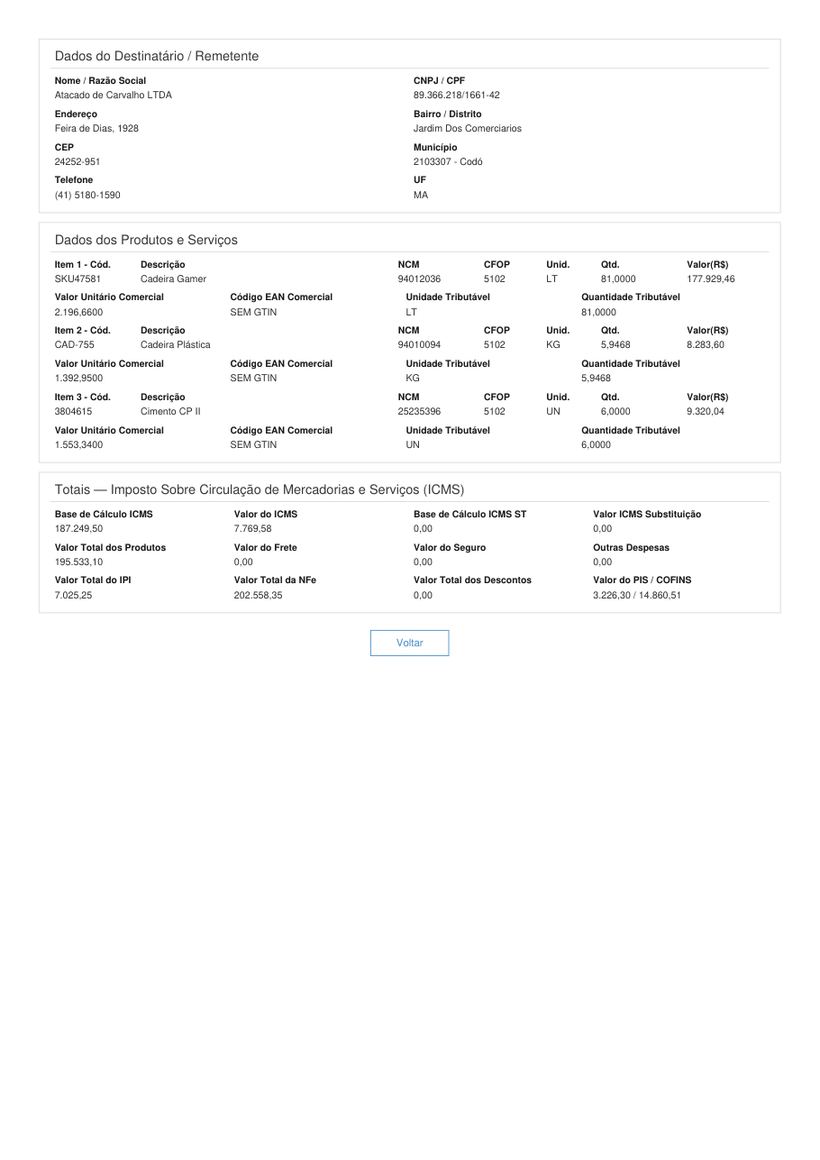 Dados do Destinatário / Remetente
Nome / Razão Social CNPJ / CPF
Atacado de Carvalho LTDA 89.366.218/1661-42
Endereço Bairro / Distrito
Feira de Dias, 1928 Jardim Dos Comerciarios
CEP Município
24252-951 2103307 - Codó
Telefone UF
(41) 5180-1590 MA
Dados dos Produtos e Serviços
Item 1 - Cód. Descrição NCM CFOP Unid. Qtd. Valor(R$)
SKU47581 Cadeira Gamer 94012036 5102 LT 81,0000 177.929,46
Valor Unitário Comercial Código EAN Comercial Unidade Tributável Quantidade Tributável
2.196,6600 SEM GTIN LT 81,0000
Item 2 - Cód. Descrição NCM CFOP Unid. Qtd. Valor(R$)
CAD-755 Cadeira Plástica 94010094 5102 KG 5,9468 8.283,60
Valor Unitário Comercial Código EAN Comercial Unidade Tributável Quantidade Tributável
1.392,9500 SEM GTIN KG 5,9468
Item 3 - Cód. Descrição NCM CFOP Unid. Qtd. Valor(R$)
3804615 Cimento CP II 25235396 5102 UN 6,0000 9.320,04
Valor Unitário Comercial Código EAN Comercial Unidade Tributável Quantidade Tributável
1.553,3400 SEM GTIN UN 6,0000
Totais — Imposto Sobre Circulação de Mercadorias e Serviços (ICMS)
Base de Cálculo ICMS Valor do ICMS Base de Cálculo ICMS ST Valor ICMS Substituição
187.249,50 7.769,58 0,00 0,00
Valor Total dos Produtos Valor do Frete Valor do Seguro Outras Despesas
195.533,10 0,00 0,00 0,00
Valor Total do IPI Valor Total da NFe Valor Total dos Descontos Valor do PIS / COFINS
7.025,25 202.558,35 0,00 3.226,30 / 14.860,51
Voltar